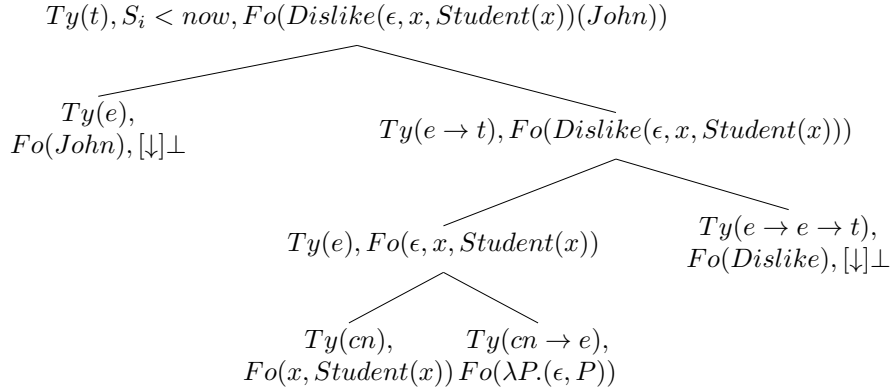 Ty(t), S_i < now, Fo(Dislike(ϵ, x, Student(x))(John))
Ty(e),
Fo(John), [↓]⊥
Ty(e → t), Fo(Dislike(ϵ, x, Student(x)))
Ty(e), Fo(ϵ, x, Student(x))
Ty(e → e → t),
Fo(Dislike), [↓]⊥
Ty(cn),
Fo(x, Student(x))
Ty(cn → e),
Fo(λP.(ϵ, P))